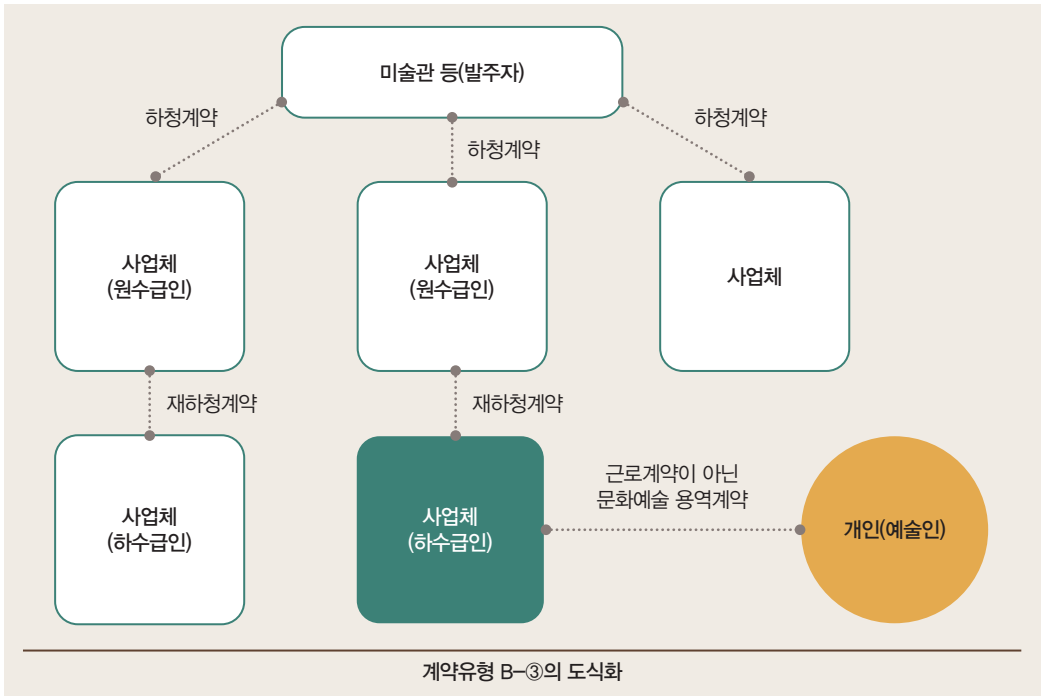 미술관 등(발주자)
하청계약
하청계약
하청계약
사업체
(원수급인)
사업체
(원수급인)
사업체
재하청계약
재하청계약
사업체
(하수급인)
사업체
(하수급인)
근로계약이 아닌
문화예술 용역계약
개인(예술인)
계약유형 B-③의 도식화